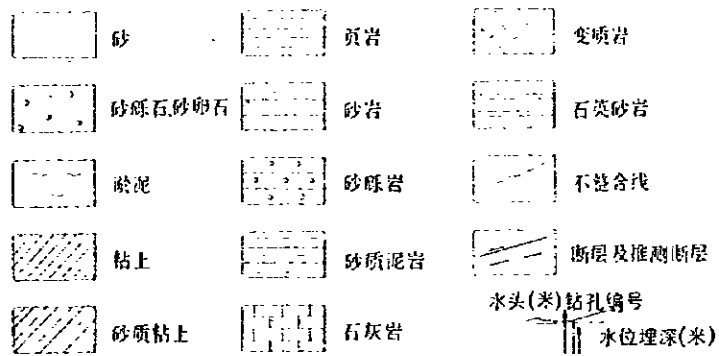 砂 页岩 变质岩
砂砾石、砂卵石 砂岩 石英砂岩
淤泥 砂砾岩 不整合线
粘土 砂质泥岩 断层及推测断层
砂质粘土 石灰岩 水头(米) 钻孔编号
水位埋深(米)